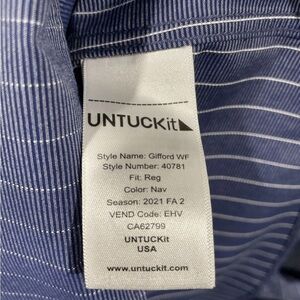 UNTUCKit
Style Name: Gifford WF
Style Number: 40781
Fit: Reg
Color: Nav
Season: 2021 FA 2
VEND Code: EHV
CA62799
UNTUCKit
USA
www.untuckit.com